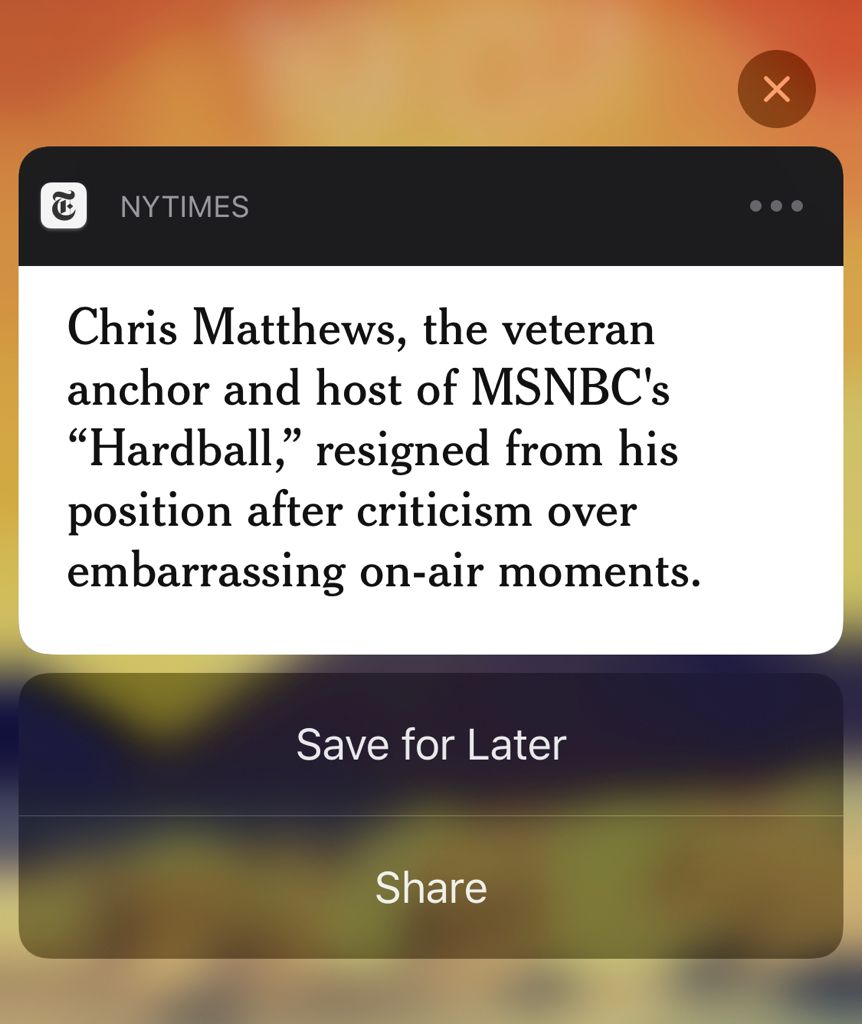 NYTIMES
Chris Matthews, the veteran
anchor and host of MSNBC's
“Hardball,” resigned from his
position after criticism over
embarrassing on-air moments.
Save for Later
Share